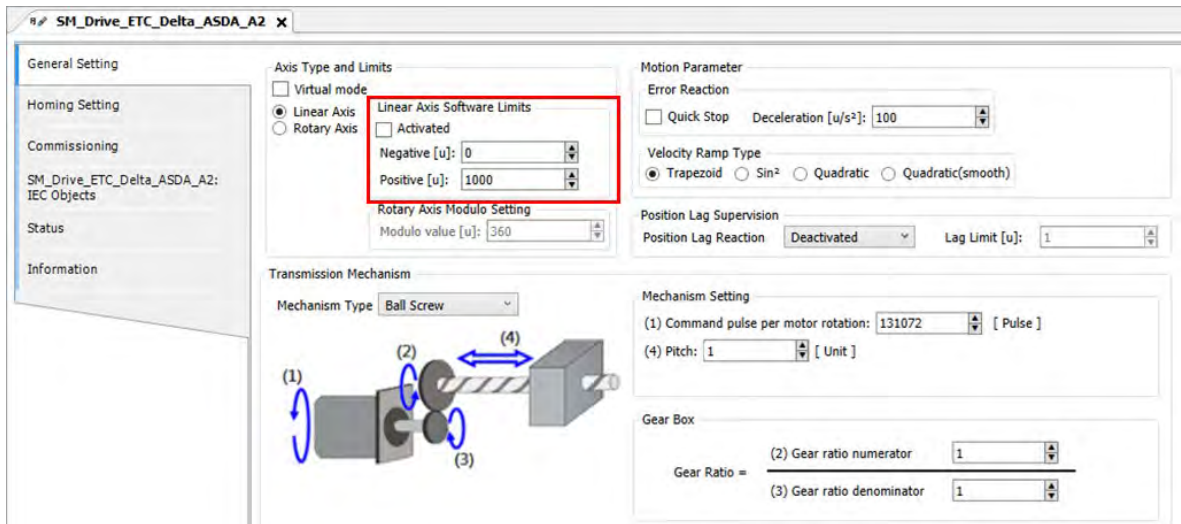 SM_Drive_ETC_Delta_ASDA_A2 X
General Setting
Homing Setting
Commissioning
SM_Drive_ETC_Delta_ASDA_A2:
IEC Objects
Status
Information
Axis Type and Limits
Virtual mode
Linear Axis
Rotary Axis
Linear Axis Software Limits
Activated
Negative [u]: 0
Positive [u]: 1000
Rotary Axis Modulo Setting
Modulo value [u]: 360
Motion Parameter
Error Reaction
Quick Stop Deceleration [u/s²]: 100
Velocity Ramp Type
Trapezoid Sin² Quadratic Quadratic(smooth)
Position Lag Supervision
Position Lag Reaction Deactivated Lag Limit [u]: 1
Transmission Mechanism
Mechanism Type Ball Screw
(1)
(2)
(4)
(3)
Mechanism Setting
(1) Command pulse per motor rotation: 131072 [ Pulse ]
(4) Pitch: 1 [ Unit ]
Gear Box
Gear Ratio =
(2) Gear ratio numerator 1
(3) Gear ratio denominator 1